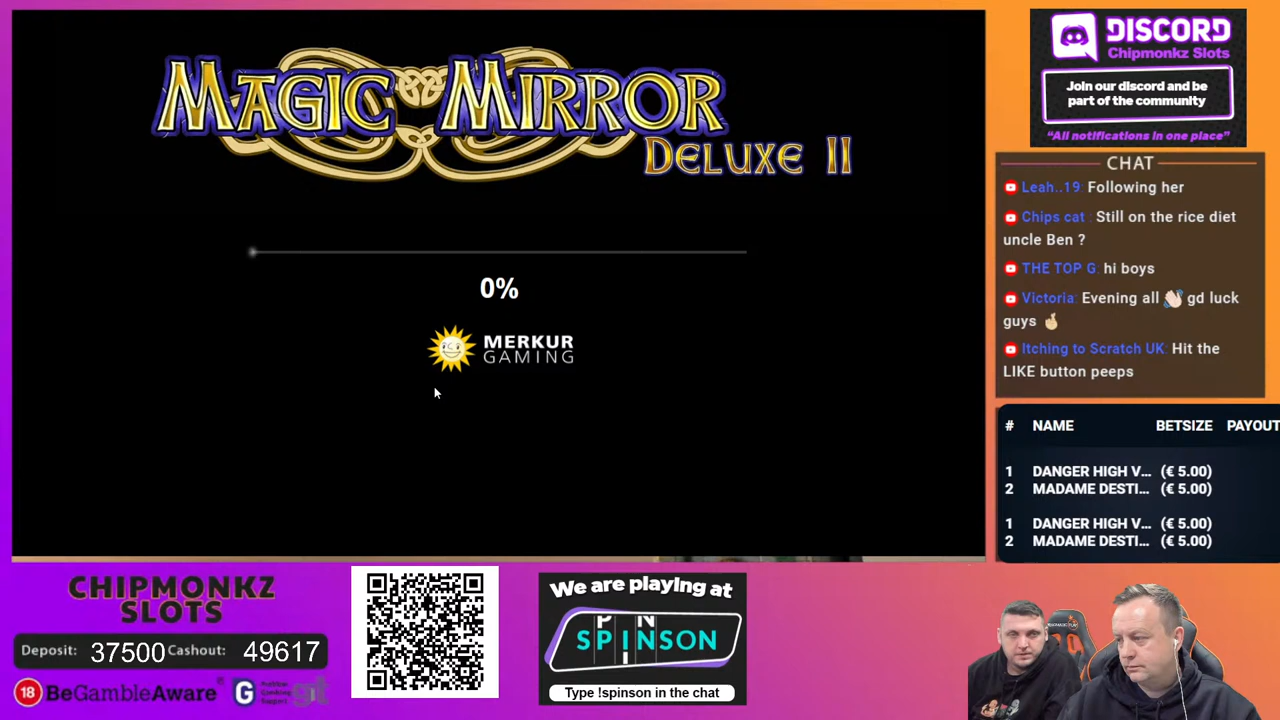 MAGIC MIRROR
DELUXE II
0%
MERKUR
GAMING
DISCORD
Chipmonkz Slots
Join our discord and be
part of the community
“All notifications in one place”
CHAT
Leah..19: Following her
Chips cat : Still on the rice diet
uncle Ben ?
THE TOP G: hi boys
Victoria: Evening all 👋🏻 gd luck
guys 🤞🏼
Itching to Scratch UK: Hit the
LIKE button peeps
# NAME BETSIZE PAYOUT
1 DANGER HIGH V... (€ 5.00)
2 MADAME DESTI... (€ 5.00)
1 DANGER HIGH V... (€ 5.00)
2 MADAME DESTI... (€ 5.00)
CHIPMONKZ
SLOTS
Deposit: 37500 Cashout: 49617
18 BeGambleAware
We are playing at
SPINSON
Type !spinson in the chat